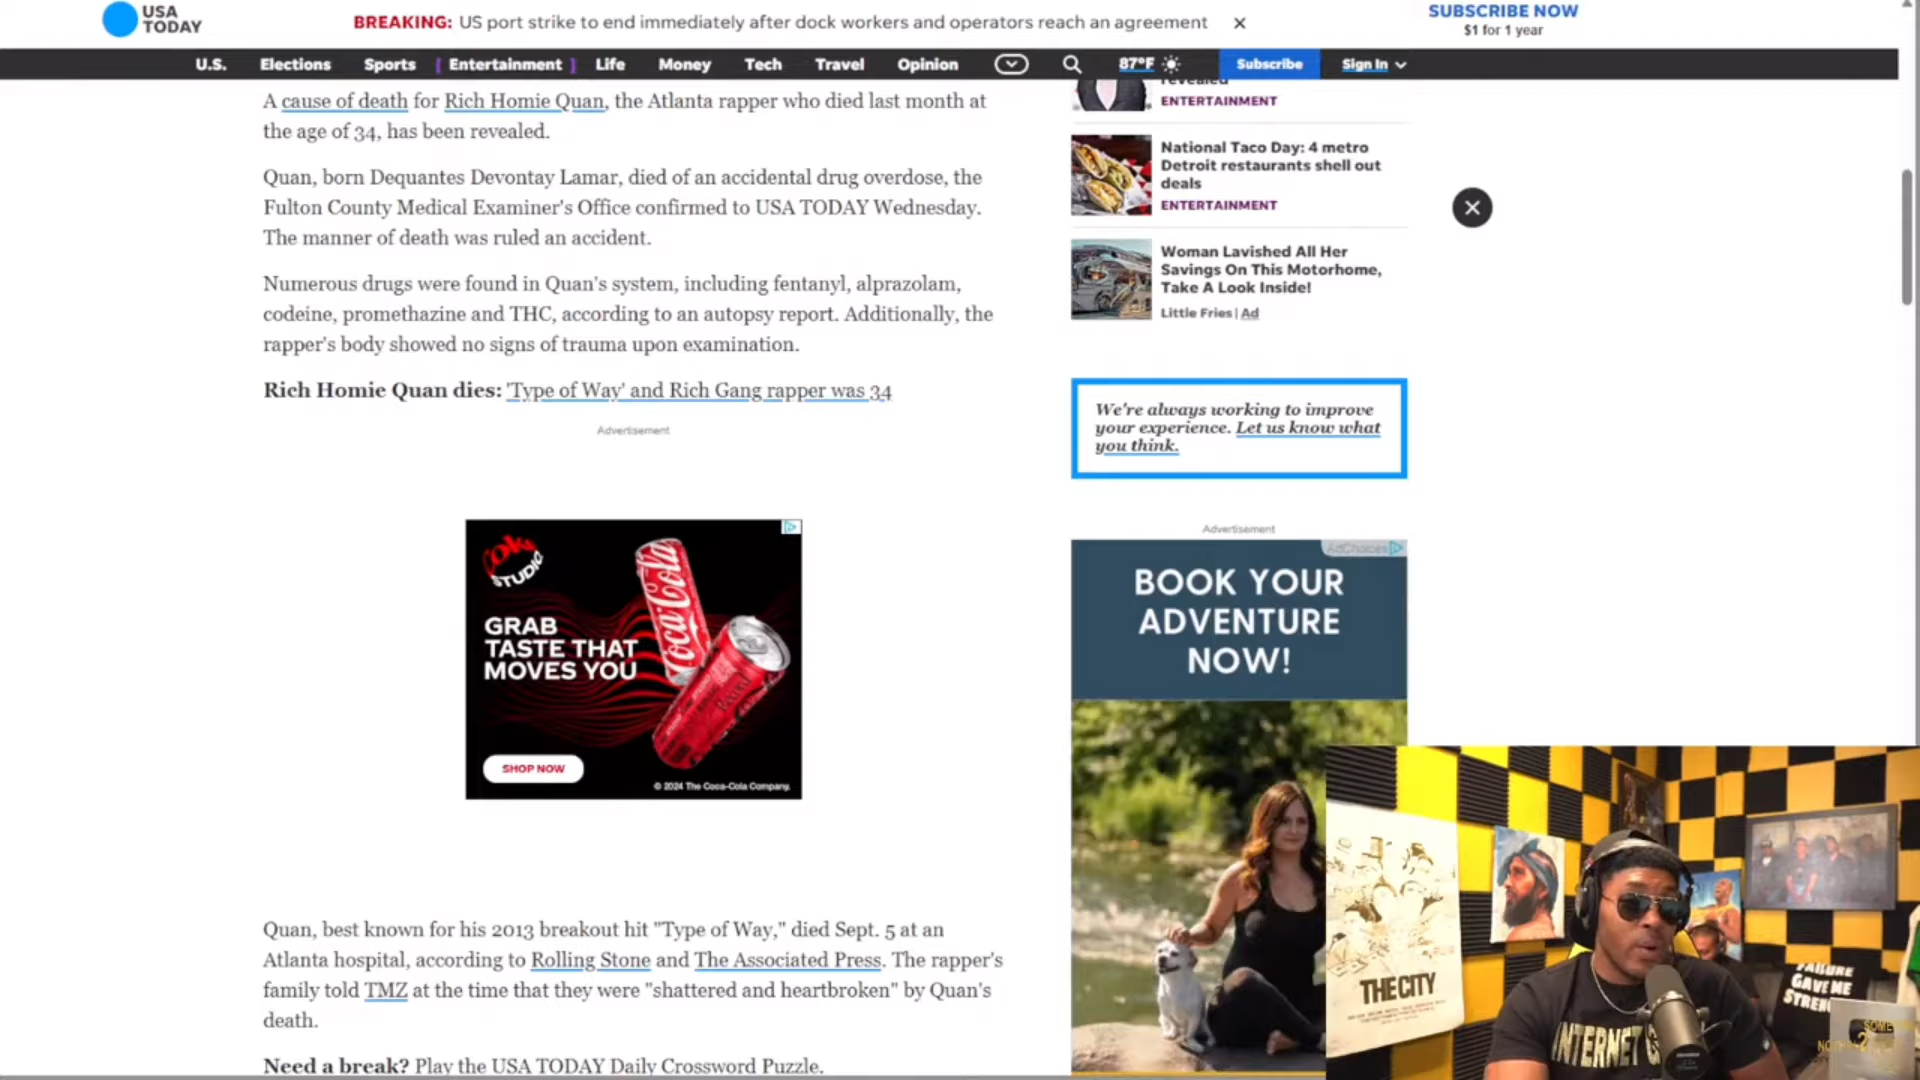 USA
TODAY
BREAKING: US port strike to end immediately after dock workers and operators reach an agreement
SUBSCRIBE NOW
$1 for 1 year
U.S. Elections Sports Entertainment Life Money Tech Travel Opinion 87°F Subscribe Sign In
A cause of death for Rich Homie Quan, the Atlanta rapper who died last month at
the age of 34, has been revealed.
Quan, born Dequantes Devontay Lamar, died of an accidental drug overdose, the
Fulton County Medical Examiner's Office confirmed to USA TODAY Wednesday.
The manner of death was ruled an accident.
Numerous drugs were found in Quan's system, including fentanyl, alprazolam,
codeine, promethazine and THC, according to an autopsy report. Additionally, the
rapper's body showed no signs of trauma upon examination.
Rich Homie Quan dies: 'Type of Way' and Rich Gang rapper was 34
Advertisement
Coke
STUDIO
GRAB
TASTE THAT
MOVES YOU
Coca-Cola
SHOP NOW
© 2024 The Coca-Cola Company.
Quan, best known for his 2013 breakout hit "Type of Way," died Sept. 5 at an
Atlanta hospital, according to Rolling Stone and The Associated Press. The rapper's
family told TMZ at the time that they were "shattered and heartbroken" by Quan's
death.
Need a break? Play the USA TODAY Daily Crossword Puzzle.
revealed
ENTERTAINMENT
National Taco Day: 4 metro
Detroit restaurants shell out
deals
ENTERTAINMENT
Woman Lavished All Her
Savings On This Motorhome,
Take A Look Inside!
Little Fries | Ad
We're always working to improve
your experience. Let us know what
you think.
Advertisement
AdChoices
BOOK YOUR
ADVENTURE
NOW!
THE CITY
FAILURE
GAVE ME
STREN
INTERNET